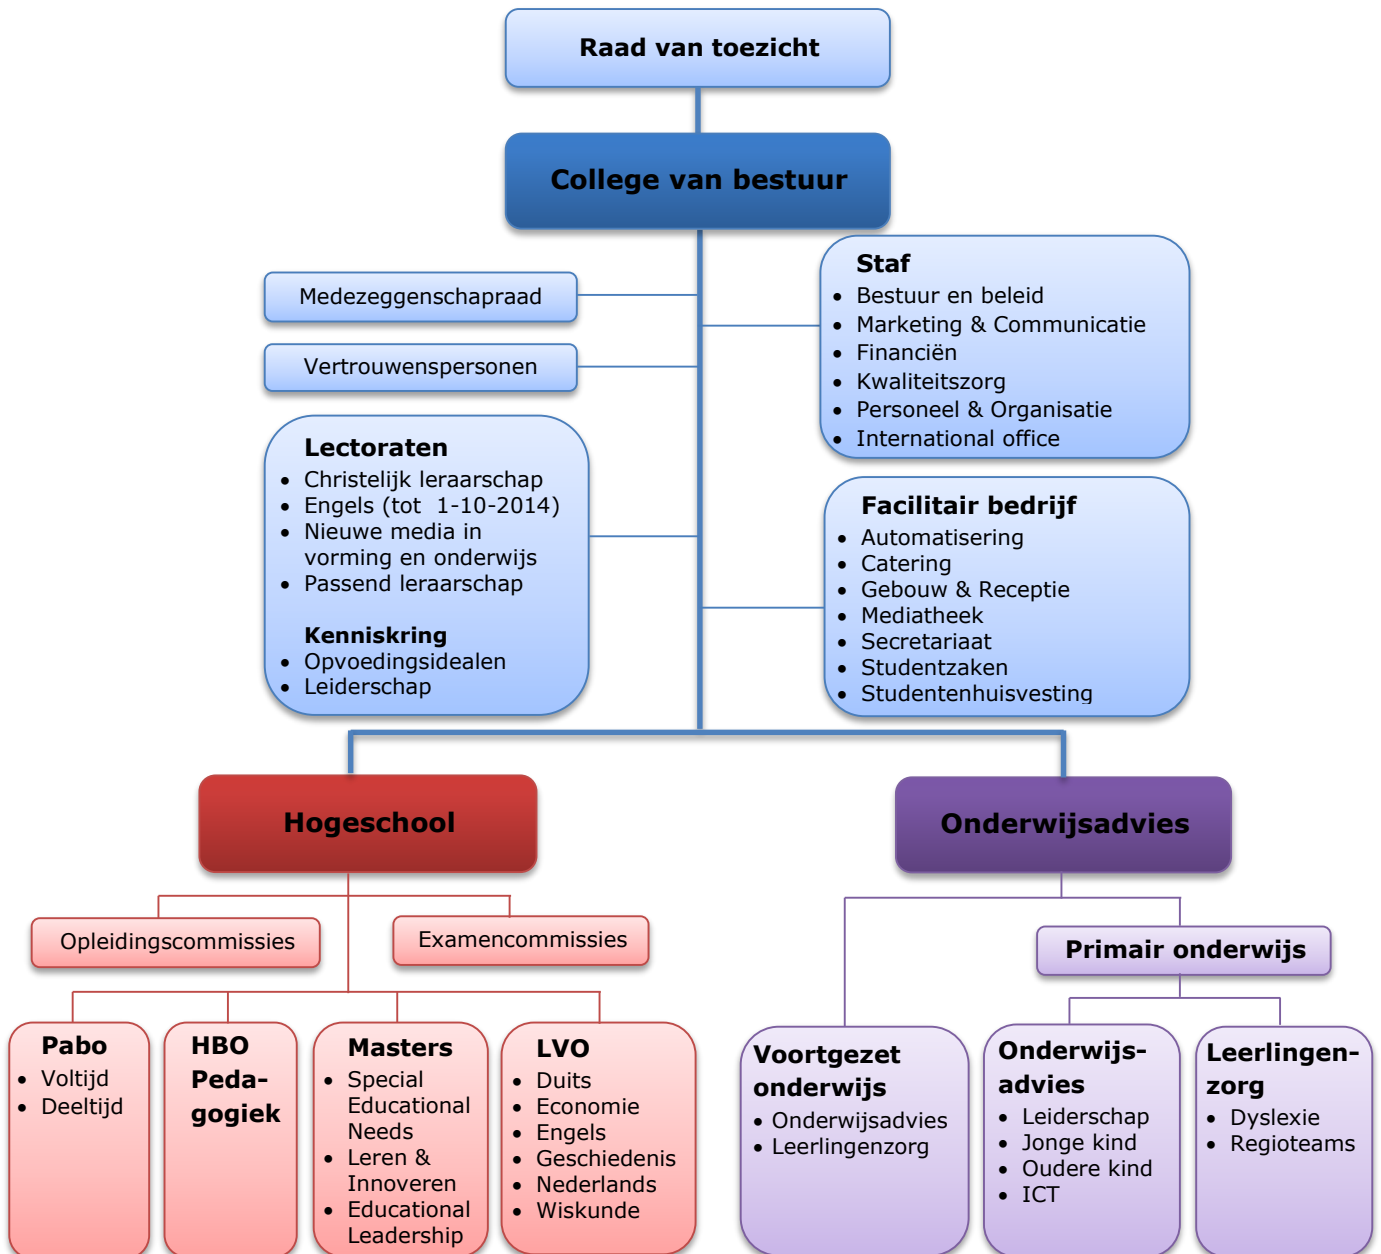 Raad van toezicht
College van bestuur
Medezeggenschapraad
Vertrouwenspersonen
Staf
• Bestuur en beleid
• Marketing & Communicatie
• Financiën
• Kwaliteitszorg
• Personeel & Organisatie
• International office
Lectoraten
• Christelijk leraarschap
• Engels (tot 1-10-2014)
• Nieuwe media in
vorming en onderwijs
• Passend leraarschap
Kenniskring
• Opvoedingsidealen
• Leiderschap
Facilitair bedrijf
• Automatisering
• Catering
• Gebouw & Receptie
• Mediatheek
• Secretariaat
• Studentzaken
• Studentenhuisvesting
Hogeschool
Onderwijsadvies
Opleidingscommissies
Examencommissies
Primair onderwijs
Pabo
• Voltijd
• Deeltijd
HBO
Peda-
gogiek
Masters
• Special
Educational
Needs
• Leren &
Innoveren
• Educational
Leadership
LVO
• Duits
• Economie
• Engels
• Geschiedenis
• Nederlands
• Wiskunde
Voortgezet
onderwijs
• Onderwijsadvies
• Leerlingenzorg
Onderwijs-
advies
• Leiderschap
• Jonge kind
• Oudere kind
• ICT
Leerlingen-
zorg
• Dyslexie
• Regioteams